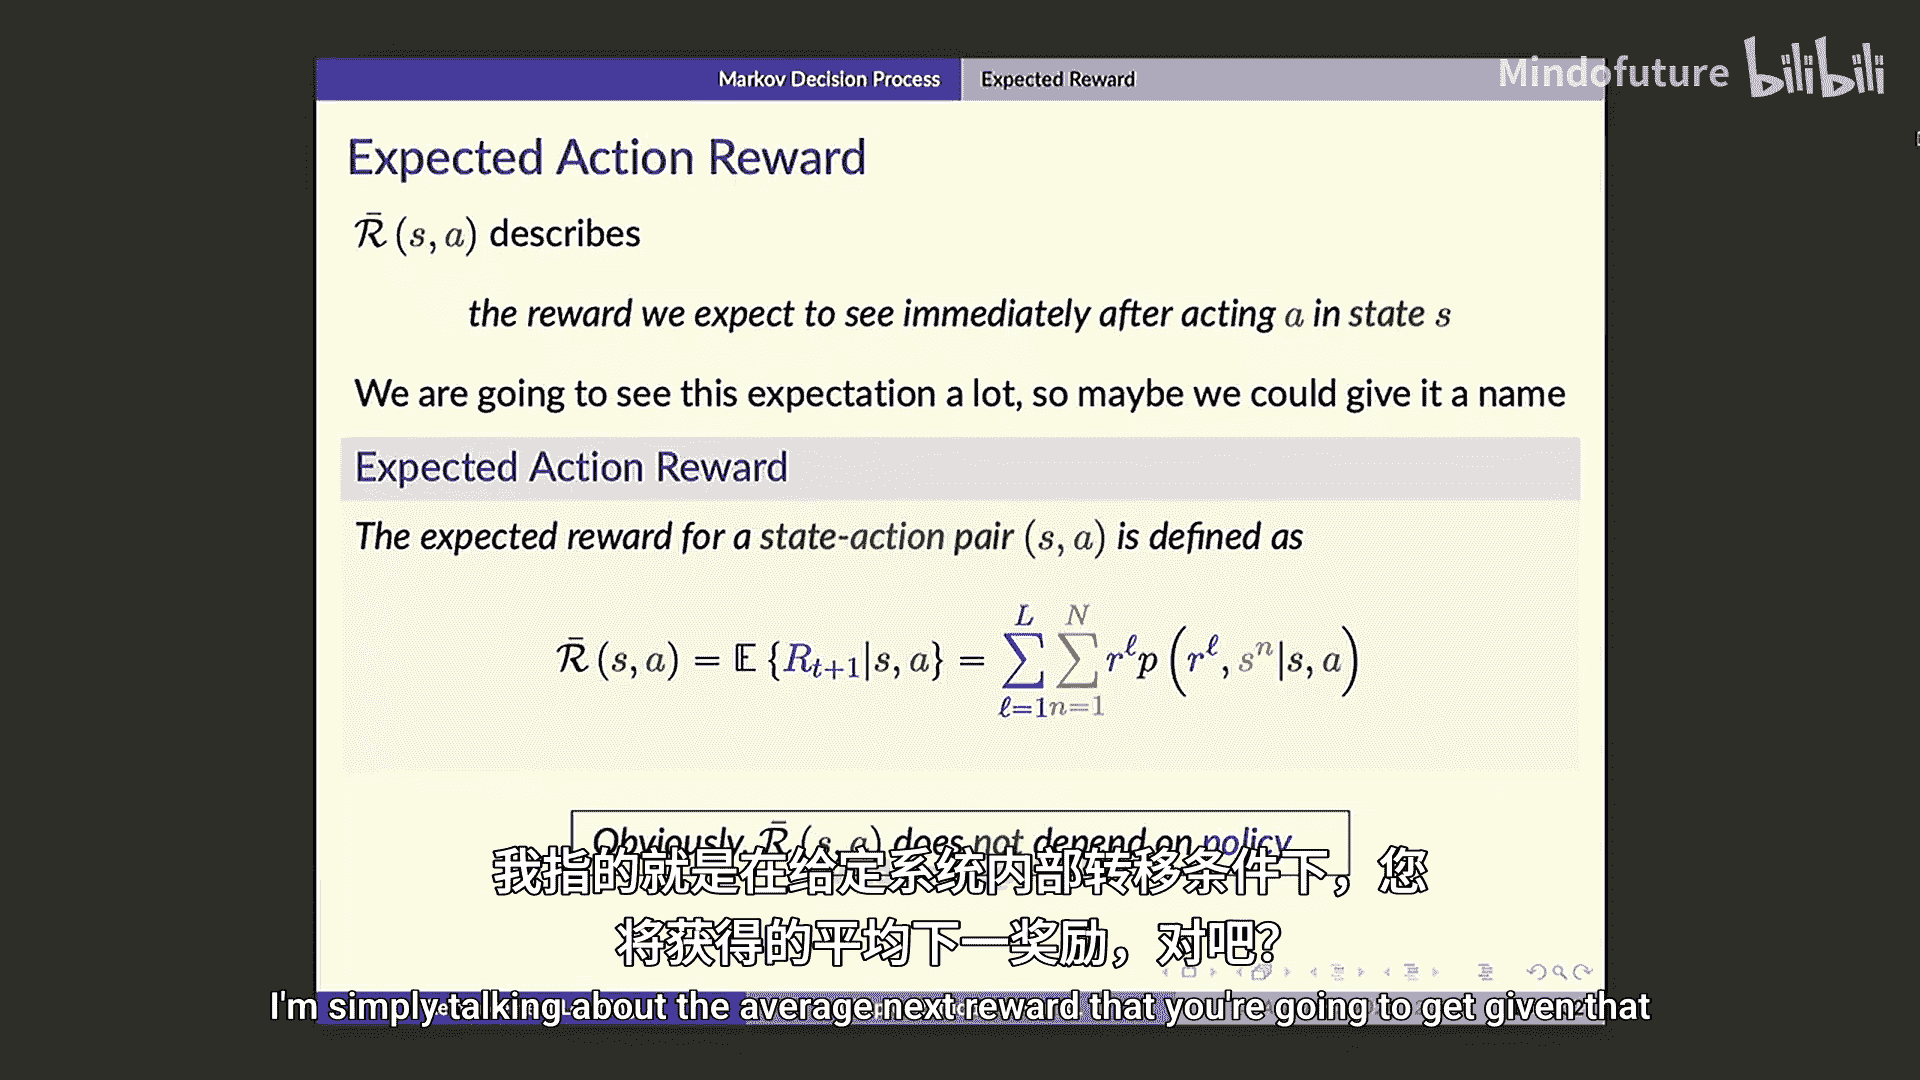 Markov Decision Process
Expected Reward
Mindofuture bilibili
Expected Action Reward
R̄ (s, a) describes
the reward we expect to see immediately after acting a in state s
We are going to see this expectation a lot, so maybe we could give it a name
Expected Action Reward
The expected reward for a state-action pair (s, a) is defined as
R̄ (s, a) = 𝔼 {R_{t+1}|s, a} = ∑_{ℓ=1}^{L} ∑_{n=1}^{N} r^ℓ p (r^ℓ, s^n|s, a)
Obviously, R̄ (s, a) does not depend on policy
我指的就是在给定系统内部转移条件下，您
将获得的平均下一奖励，对吧？
I'm simply talking about the average next reward that you're going to get given that